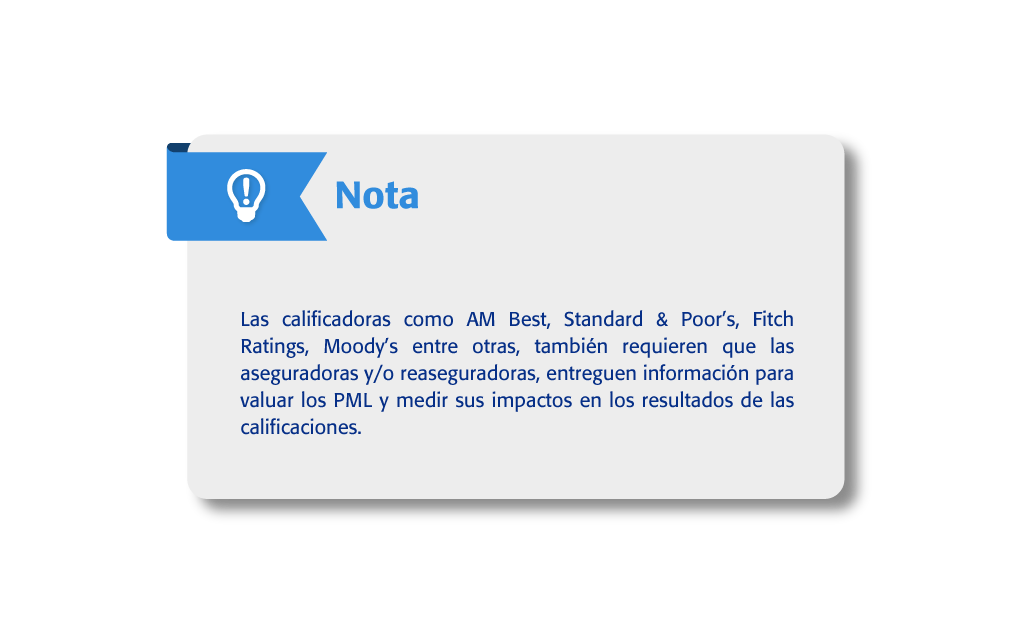 Nota
Las calificadoras como AM Best, Standard & Poor’s, Fitch
Ratings, Moody’s entre otras, también requieren que las
aseguradoras y/o reaseguradoras, entreguen información para
valuar los PML y medir sus impactos en los resultados de las
calificaciones.